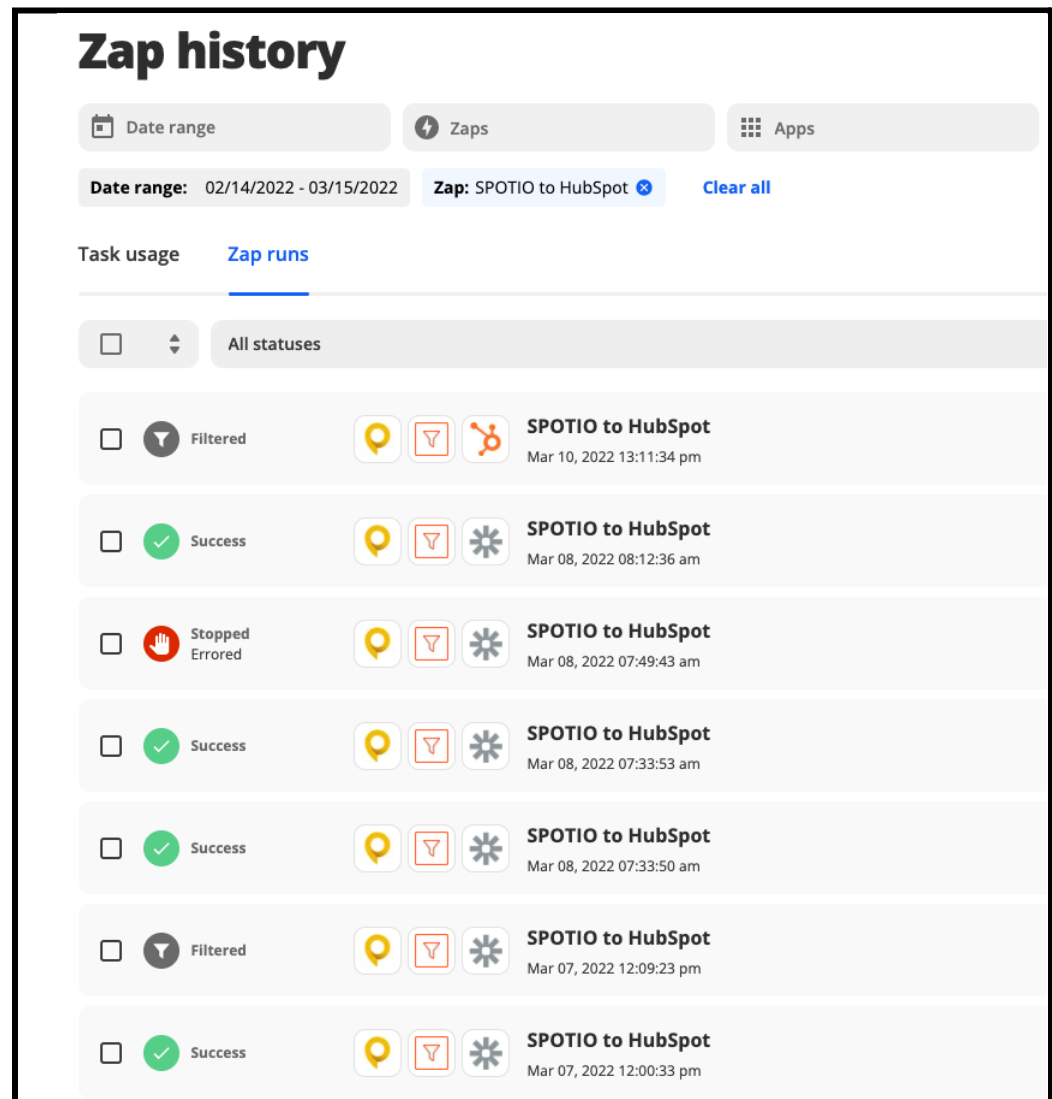 Zap history
Date range
Zaps
Apps
Date range: 02/14/2022 - 03/15/2022
Zap: SPOTIO to HubSpot
Clear all
Task usage
Zap runs
All statuses
Filtered
SPOTIO to HubSpot
Mar 10, 2022 13:11:34 pm
Success
SPOTIO to HubSpot
Mar 08, 2022 08:12:36 am
Stopped
Errored
SPOTIO to HubSpot
Mar 08, 2022 07:49:43 am
Success
SPOTIO to HubSpot
Mar 08, 2022 07:33:53 am
Success
SPOTIO to HubSpot
Mar 08, 2022 07:33:50 am
Filtered
SPOTIO to HubSpot
Mar 07, 2022 12:09:23 pm
Success
SPOTIO to HubSpot
Mar 07, 2022 12:00:33 pm